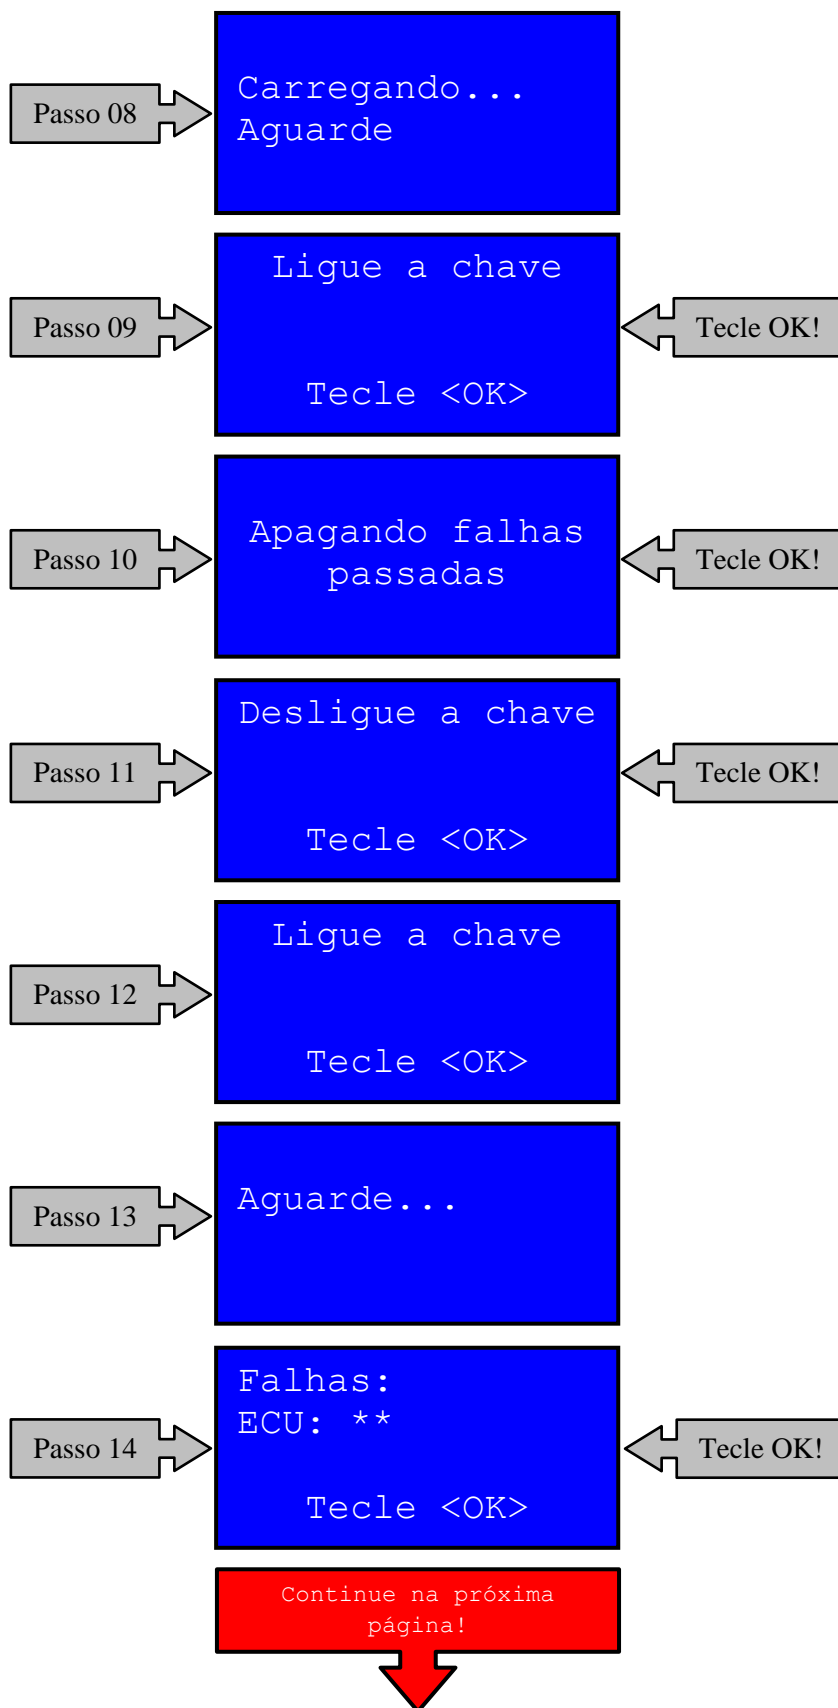 Passo 08
Carregando...
Aguarde
Passo 09
Ligue a chave
Tecle <OK>
Tecle OK!
Passo 10
Apagando falhas
passadas
Tecle OK!
Passo 11
Desligue a chave
Tecle <OK>
Tecle OK!
Passo 12
Ligue a chave
Tecle <OK>
Passo 13
Aguarde...
Passo 14
Falhas:
ECU: **
Tecle <OK>
Tecle OK!
Continue na próxima
página!